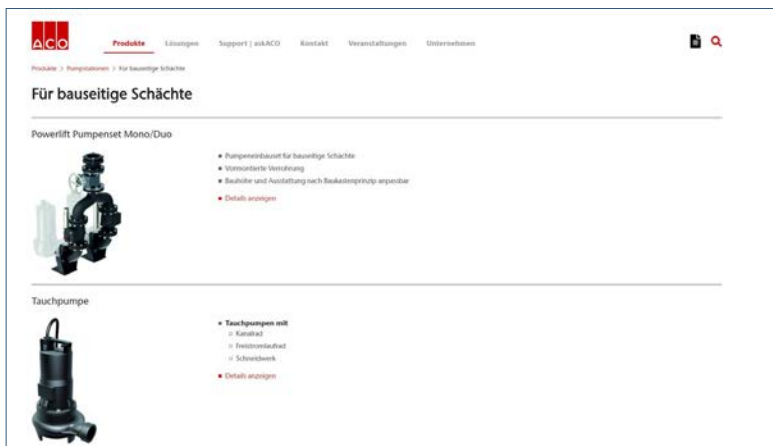 ACO
Produkte Lösungen Support | askACO Kontakt Veranstaltungen Unternehmen
Produkte > Pumpstationen > Für bauseitige Schächte
Für bauseitige Schächte
Powerlift Pumpenset Mono/Duo
Pumpeneinbauset für bauseitige Schächte
Vormontierte Verrohrung
Bauhöhe und Ausstattung nach Baukastenprinzip anpassbar
Details anzeigen
Tauchpumpe
Tauchpumpen mit
Kanalrad
Freistromlaufrad
Schneidwerk
Details anzeigen